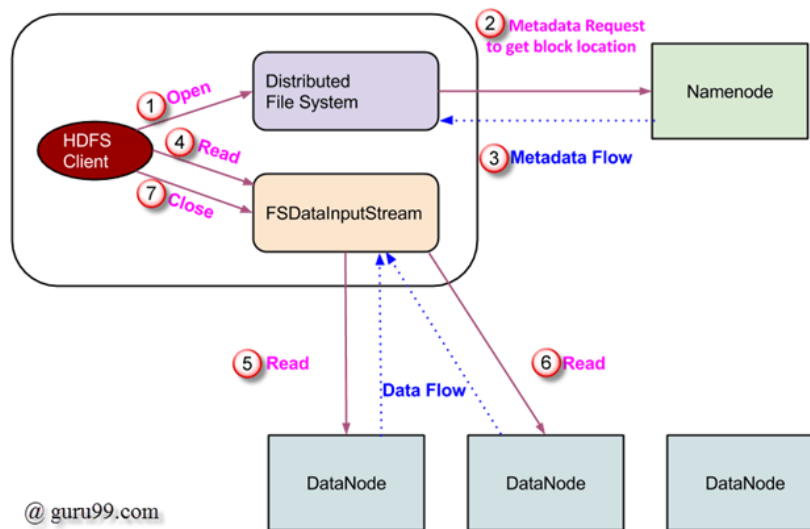 2 Metadata Request
to get block location
Distributed
File System
Namenode
1 Open
HDFS
Client
4 Read
3 Metadata Flow
7 Close
FSDataInputStream
5 Read
6 Read
Data Flow
DataNode
DataNode
DataNode
@ guru99.com